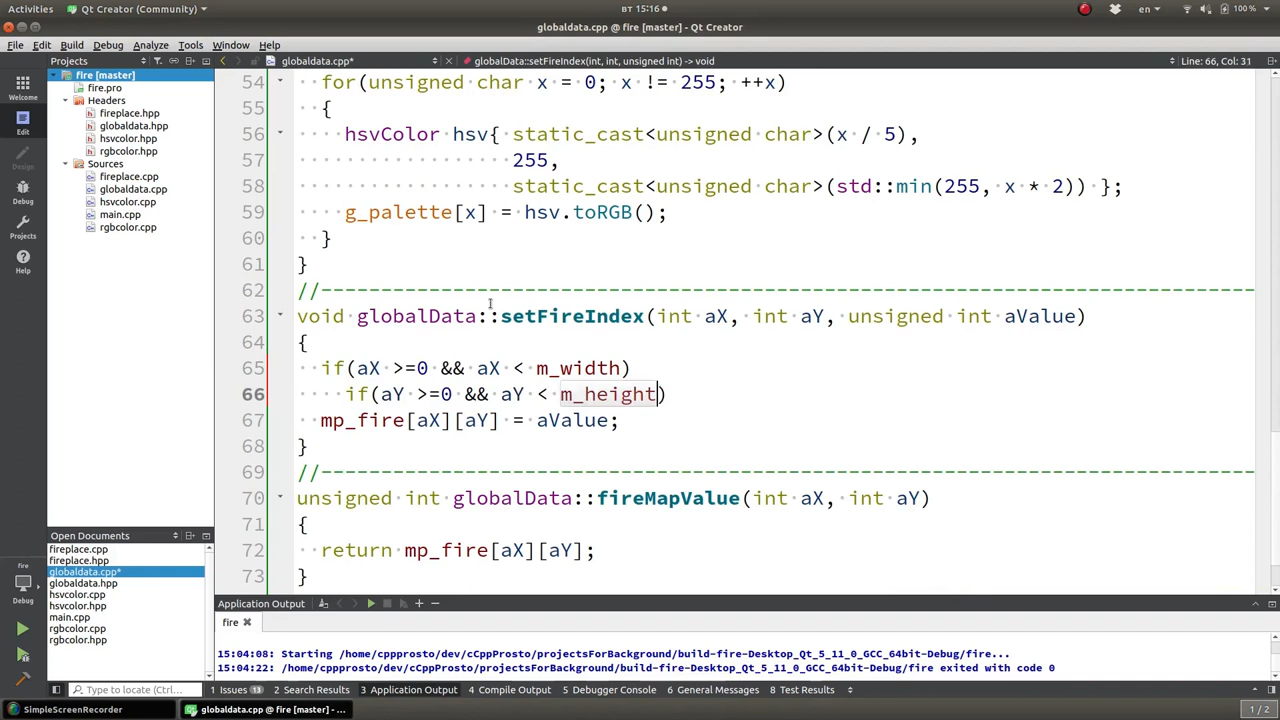 Activities Qt Creator (Community) BT 15:16 en 100 %
globaldata.cpp @ fire [master] - Qt Creator
File Edit Build Debug Analyze Tools Window Help
Projects globaldata.cpp* globalData::setFireIndex(int, int, unsigned int) -> void Line: 66, Col: 31
fire [master]
fire.pro
Headers
fireplace.hpp
globaldata.hpp
hsvcolor.hpp
rgbcolor.hpp
Sources
fireplace.cpp
globaldata.cpp
hsvcolor.cpp
main.cpp
rgbcolor.cpp
Welcome
Edit
Design
Debug
Projects
Help
fire
Debug
54 for(unsigned char x = 0; x != 255; ++x)
55 {
56 hsvColor hsv{ static_cast<unsigned char>(x / 5),
57 255,
58 static_cast<unsigned char>(std::min(255, x * 2)) };
59 g_palette[x] = hsv.toRGB();
60 }
61 }
62 //------------------------------------------------------------------------------
63 void globalData::setFireIndex(int aX, int aY, unsigned int aValue)
64 {
65 if(aX >=0 && aX < m_width)
66 if(aY >=0 && aY < m_height)
67 mp_fire[aX][aY] = aValue;
68 }
69 //------------------------------------------------------------------------------
70 unsigned int globalData::fireMapValue(int aX, int aY)
71 {
72 return mp_fire[aX][aY];
73 }
Open Documents
fireplace.cpp
fireplace.hpp
globaldata.cpp*
globaldata.hpp
hsvcolor.cpp
hsvcolor.hpp
main.cpp
rgbcolor.cpp
rgbcolor.hpp
Application Output
fire
15:04:08: Starting /home/cppprosto/dev/cCppProsto/projectsForBackground/build-fire-Desktop_Qt_5_11_0_GCC_64bit-Debug/fire...
15:04:22: /home/cppprosto/dev/cCppProsto/projectsForBackground/build-fire-Desktop_Qt_5_11_0_GCC_64bit-Debug/fire exited with code 0
Type to locate (Ctrl... 1 Issues 13 2 Search Results 3 Application Output 4 Compile Output 5 Debugger Console 6 General Messages 8 Test Results
SimpleScreenRecorder globaldata.cpp @ fire [master] - ... 1 / 2